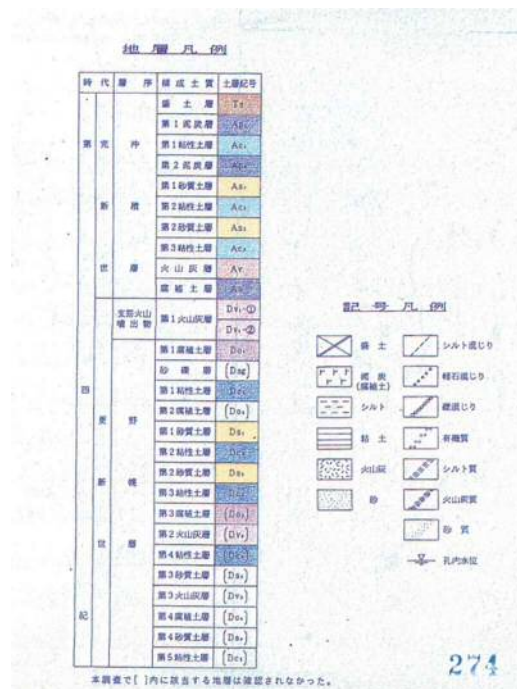 地層凡例
時代 層序 構成土質 土層記号
第四紀
完新世
沖積層
盛土層
第1泥炭層
第1粘性土層
第2泥炭層
第1砂質土層
第2粘性土層
第2砂質土層
第3粘性土層
火山灰層
腐植土層
更新世
支笏火山噴出物
第1火山灰層 Dv₁-①
Dv₁-②
野幌層
第1腐植土層
砂礫層 (Dsg)
第1粘性土層
第2腐植土層
第1砂質土層
第2粘性土層
第2砂質土層
第3粘性土層
第3腐植土層
第2火山灰層
第4粘性土層
第3砂質土層
第3火山灰層
第4腐植土層
第4砂質土層
第5粘性土層
本調査で[ ]内に該当する地層は確認されなかった。
記号凡例
盛土
泥炭
(腐植土)
シルト
粘土
火山灰
砂
シルト混じり
軽石混じり
礫混じり
有機質
シルト質
火山灰質
砂質
孔内水位
274